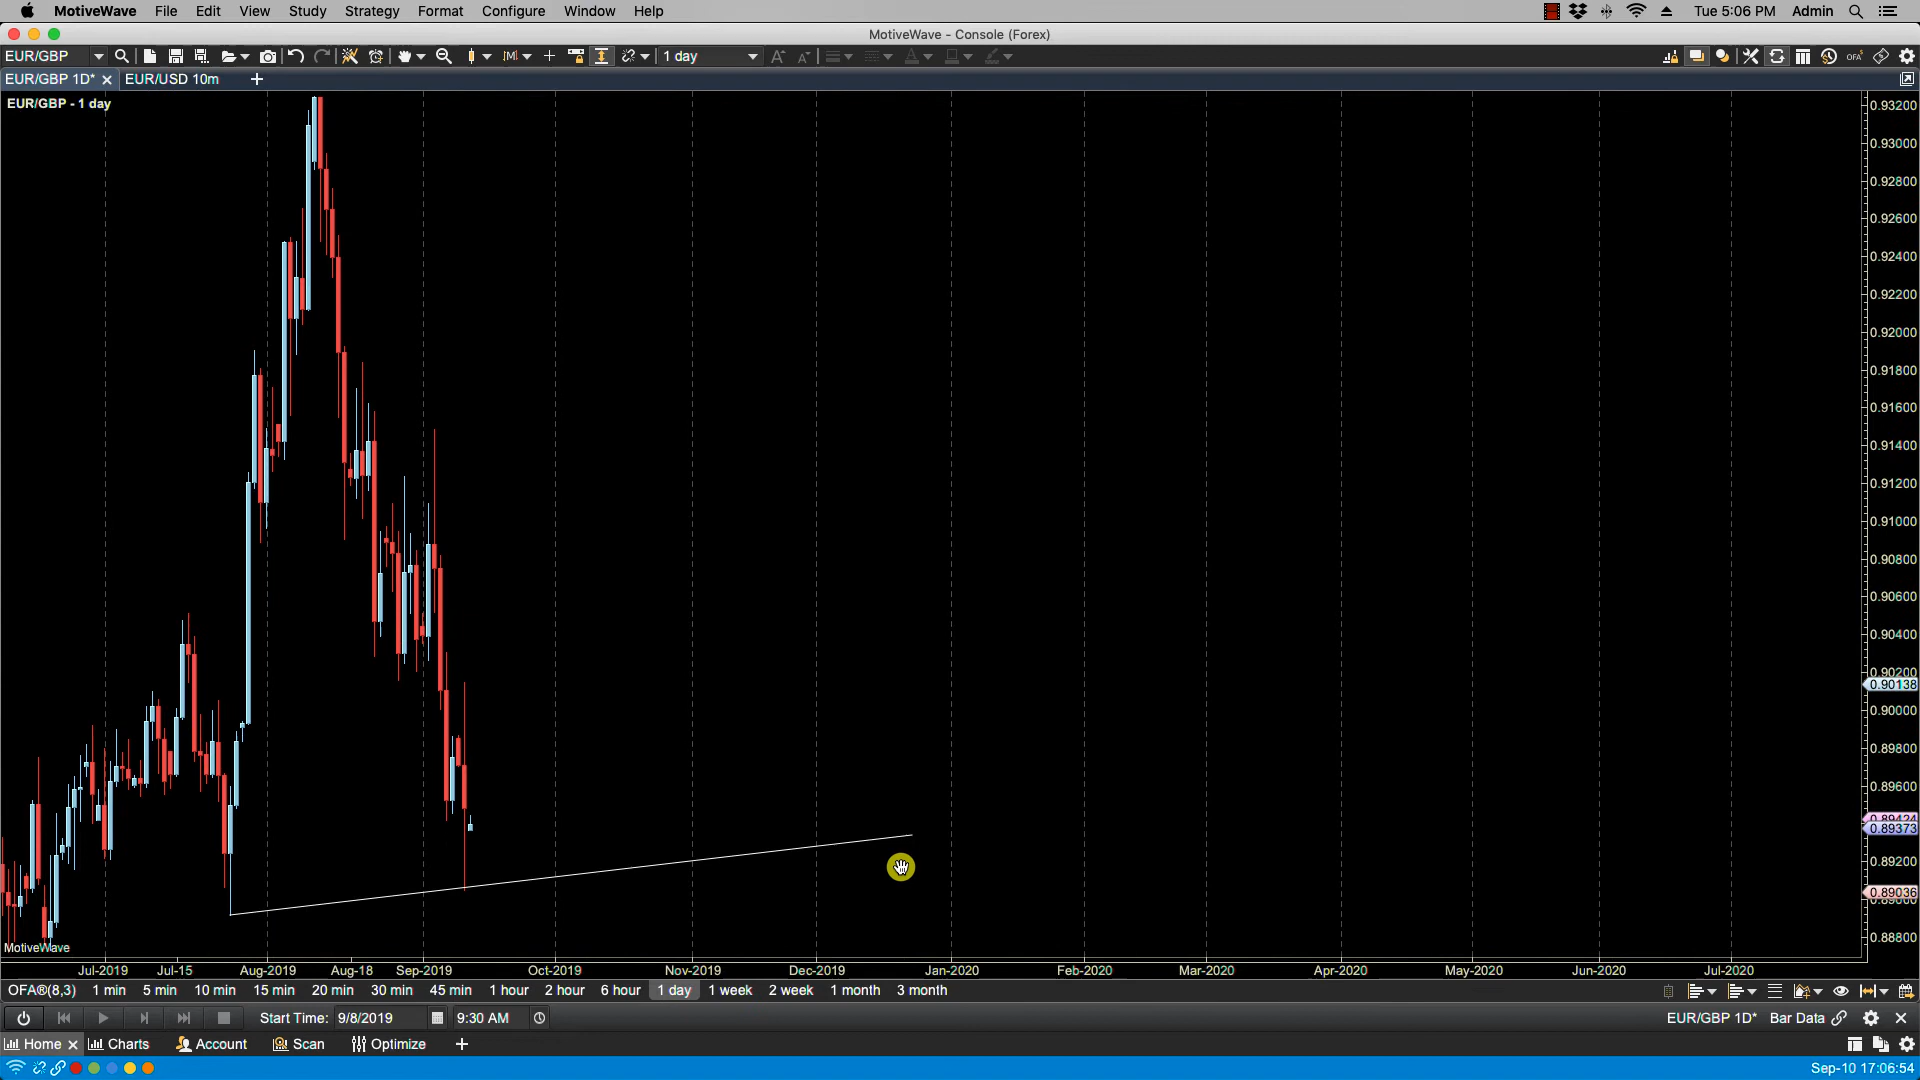 MotiveWave File Edit View Study Strategy Format Configure Window Help Tue 5:06 PM Admin
MotiveWave - Console (Forex)
EUR/GBP 1 day
EUR/GBP 1D* EUR/USD 10m
EUR/GBP - 1 day
0.93200
0.93000
0.92800
0.92600
0.92400
0.92200
0.92000
0.91800
0.91600
0.91400
0.91200
0.91000
0.90800
0.90600
0.90400
0.90200
0.90138
0.90000
0.89800
0.89600
0.89424
0.89373
0.89200
0.89036
0.89000
0.88800
MotiveWave
Jul-2019 Jul-15 Aug-2019 Aug-18 Sep-2019 Oct-2019 Nov-2019 Dec-2019 Jan-2020 Feb-2020 Mar-2020 Apr-2020 May-2020 Jun-2020 Jul-2020
OFA®(8,3) 1 min 5 min 10 min 15 min 20 min 30 min 45 min 1 hour 2 hour 6 hour 1 day 1 week 2 week 1 month 3 month
Start Time: 9/8/2019 9:30 AM EUR/GBP 1D* Bar Data
Home Charts Account Scan Optimize
Sep-10 17:06:54